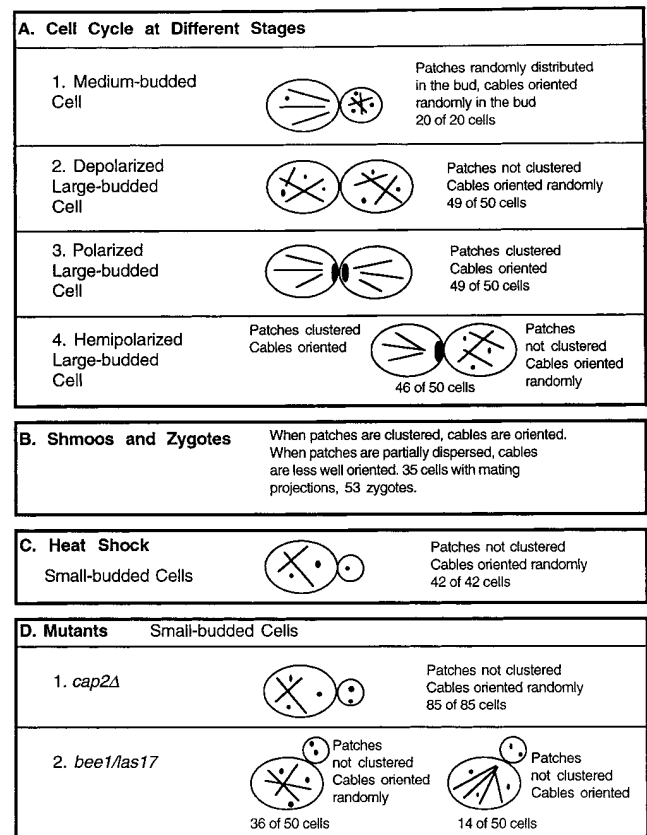 A. Cell Cycle at Different Stages
1. Medium-budded
Cell
Patches randomly distributed
in the bud, cables oriented
randomly in the bud
20 of 20 cells
2. Depolarized
Large-budded
Cell
Patches not clustered
Cables oriented randomly
49 of 50 cells
3. Polarized
Large-budded
Cell
Patches clustered
Cables oriented
49 of 50 cells
4. Hemipolarized
Large-budded
Cell
Patches clustered
Cables oriented
46 of 50 cells
Patches
not clustered
Cables oriented
randomly
B. Shmoos and Zygotes
When patches are clustered, cables are oriented.
When patches are partially dispersed, cables
are less well oriented. 35 cells with mating
projections, 53 zygotes.
C. Heat Shock
Small-budded Cells
Patches not clustered
Cables oriented randomly
42 of 42 cells
D. Mutants Small-budded Cells
1. cap2Δ
Patches not clustered
Cables oriented randomly
85 of 85 cells
2. bee1/las17
Patches
not clustered
Cables oriented
randomly
36 of 50 cells
Patches
not clustered
Cables oriented
14 of 50 cells